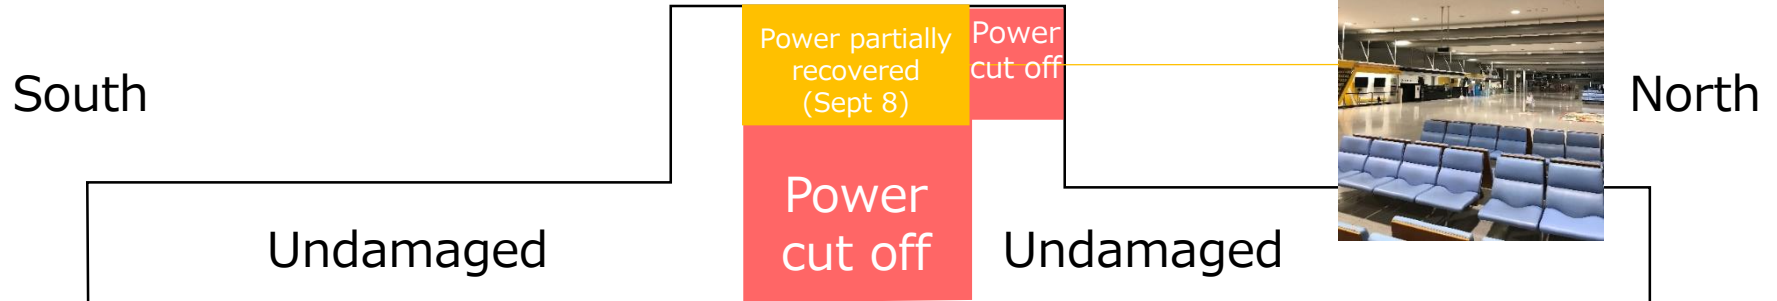 South
Power partially
recovered
(Sept 8)
Power
cut off
North
Undamaged
Power
cut off
Undamaged